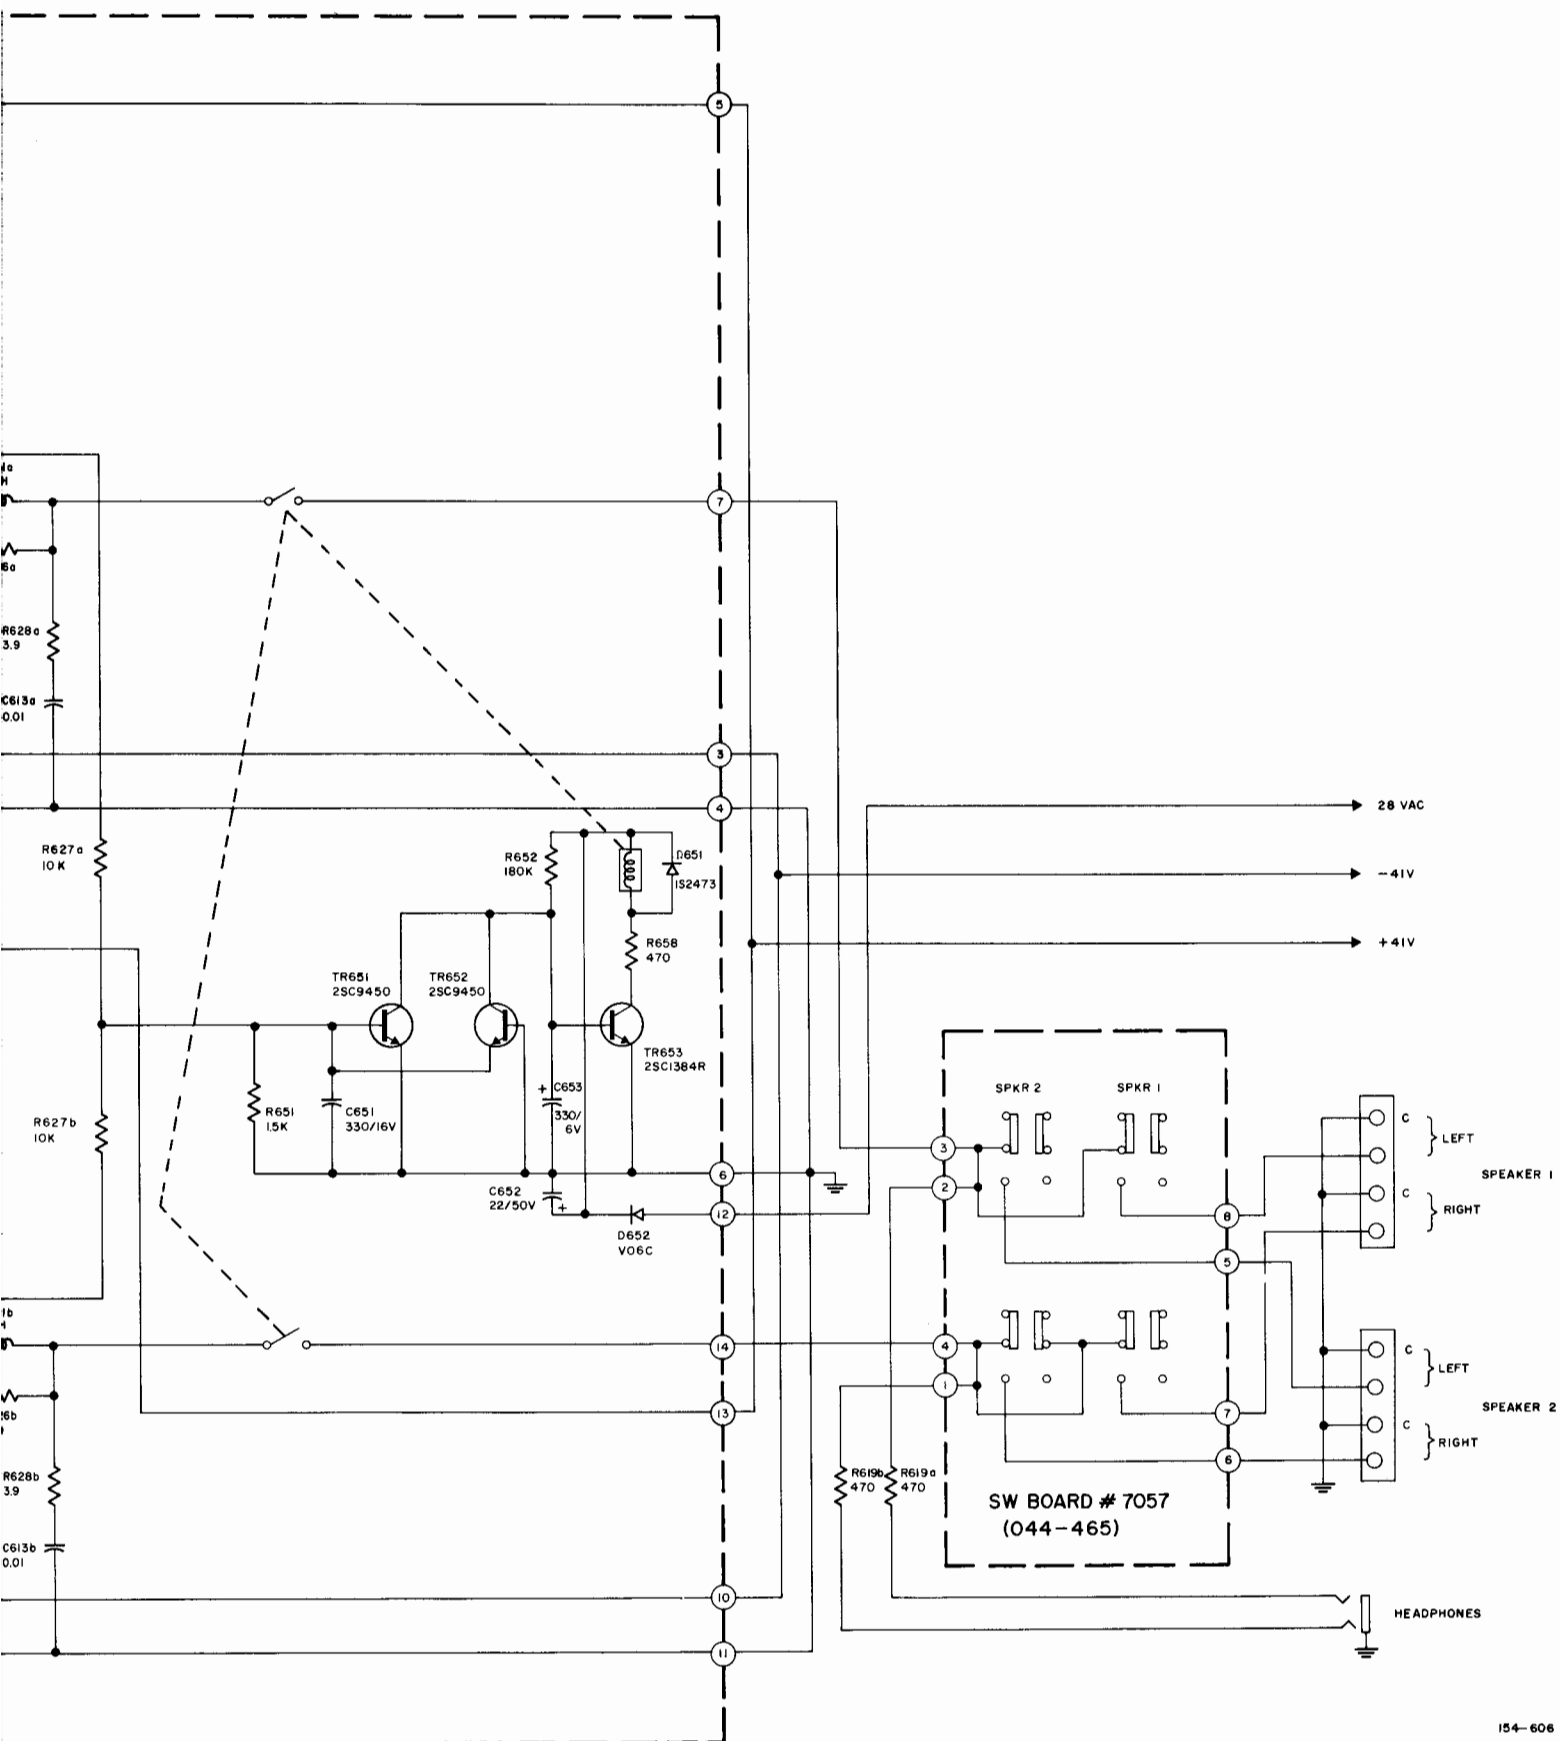 5
7
6a
R628a
3.9
C613a
0.01
3
4
28 VAC
R627a
10K
R652
180K
D651
1S2473
-41V
R658
470
+41V
TR651
2SC9450
TR652
2SC9450
TR653
2SC1384R
SPKR 2
SPKR 1
R627b
10K
R651
1.5K
C651
330/16V
+
C653
330/
6V
3
C
LEFT
6
2
SPEAKER 1
C652
22/50V
+
12
C
RIGHT
8
D652
V06C
5
1b
14
4
C
LEFT
1
13
7
SPEAKER 2
6b
C
RIGHT
6
R628b
3.9
R619b
470
R619a
470
SW BOARD # 7057
(044-465)
C613b
0.01
10
HEADPHONES
11
154-606